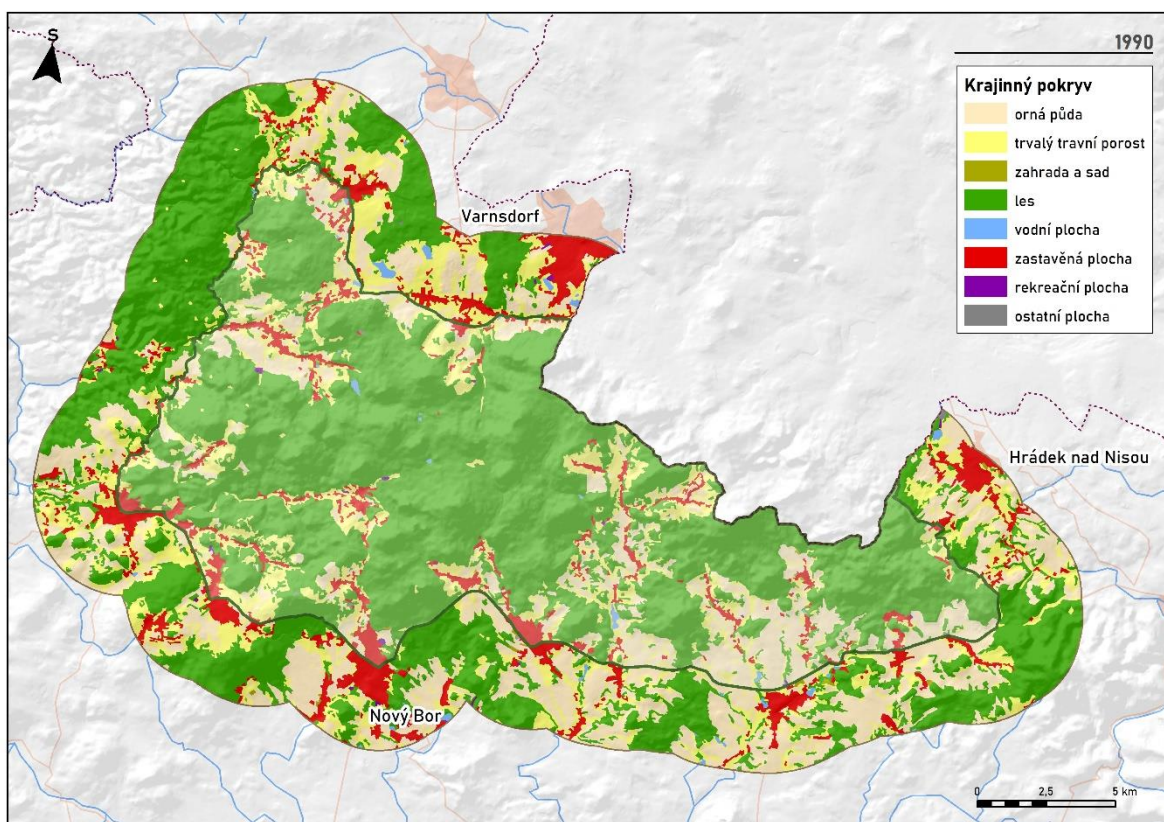 S
1990
Krajinný pokryv
orná půda
trvalý travní porost
zahrada a sad
les
vodní plocha
zastavěná plocha
rekreační plocha
ostatní plocha
Varnsdorf
Hrádek nad Nisou
Nový Bor
0 2,5 5 km